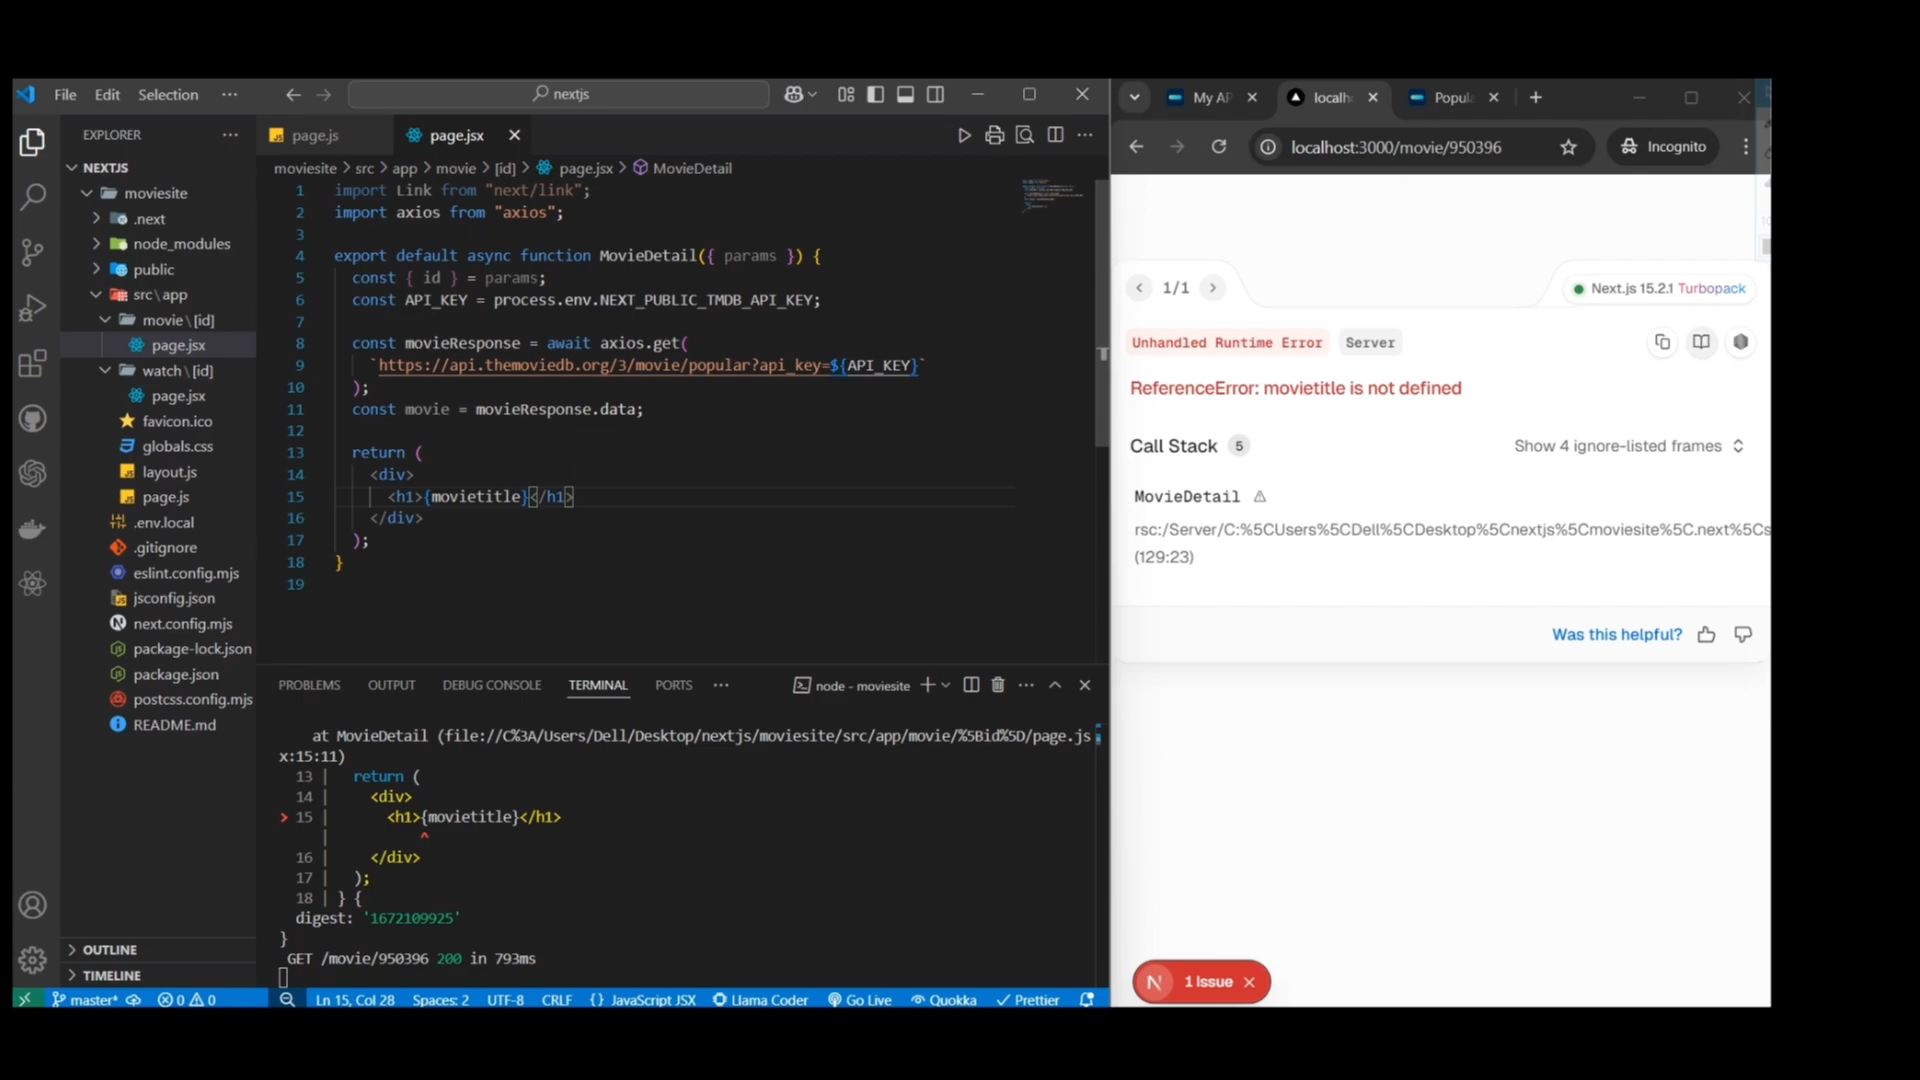 File Edit Selection ···
nextjs
EXPLORER ···
NEXTJS
moviesite
.next
node_modules
public
src\app
movie\[id]
page.jsx
watch\[id]
page.jsx
favicon.ico
globals.css
layout.js
page.js
.env.local
.gitignore
eslint.config.mjs
jsconfig.json
next.config.mjs
package-lock.json
package.json
postcss.config.mjs
README.md
OUTLINE
TIMELINE
page.js page.jsx
moviesite > src > app > movie > [id] > page.jsx > MovieDetail
1 import Link from "next/link";
2 import axios from "axios";
3
4 export default async function MovieDetail({ params }) {
5 const { id } = params;
6 const API_KEY = process.env.NEXT_PUBLIC_TMDB_API_KEY;
7
8 const movieResponse = await axios.get(
9 `https://api.themoviedb.org/3/movie/popular?api_key=${API_KEY}`
10 );
11 const movie = movieResponse.data;
12
13 return (
14 <div>
15 <h1>{movietitle}</h1>
16 </div>
17 );
18 }
19
PROBLEMS OUTPUT DEBUG CONSOLE TERMINAL PORTS ··· node - moviesite
at MovieDetail (file://C%3A/Users/Dell/Desktop/nextjs/moviesite/src/app/movie/%5Bid%5D/page.js
x:15:11)
13 | return (
14 | <div>
> 15 | <h1>{movietitle}</h1>
| ^
16 | </div>
17 | );
18 | } {
digest: '1672109925'
}
GET /movie/950396 200 in 793ms
master* 0 0 Ln 15, Col 28 Spaces: 2 UTF-8 CRLF {} JavaScript JSX Llama Coder Go Live Quokka Prettier
My AP localh Popula
localhost:3000/movie/950396 Incognito
1/1 Next.js 15.2.1 Turbopack
Unhandled Runtime Error Server
ReferenceError: movietitle is not defined
Call Stack 5 Show 4 ignore-listed frames
MovieDetail
rsc:/Server/C:%5CUsers%5CDell%5CDesktop%5Cnextjs%5Cmoviesite%5C.next%5Cs
(129:23)
Was this helpful?
N 1 Issue